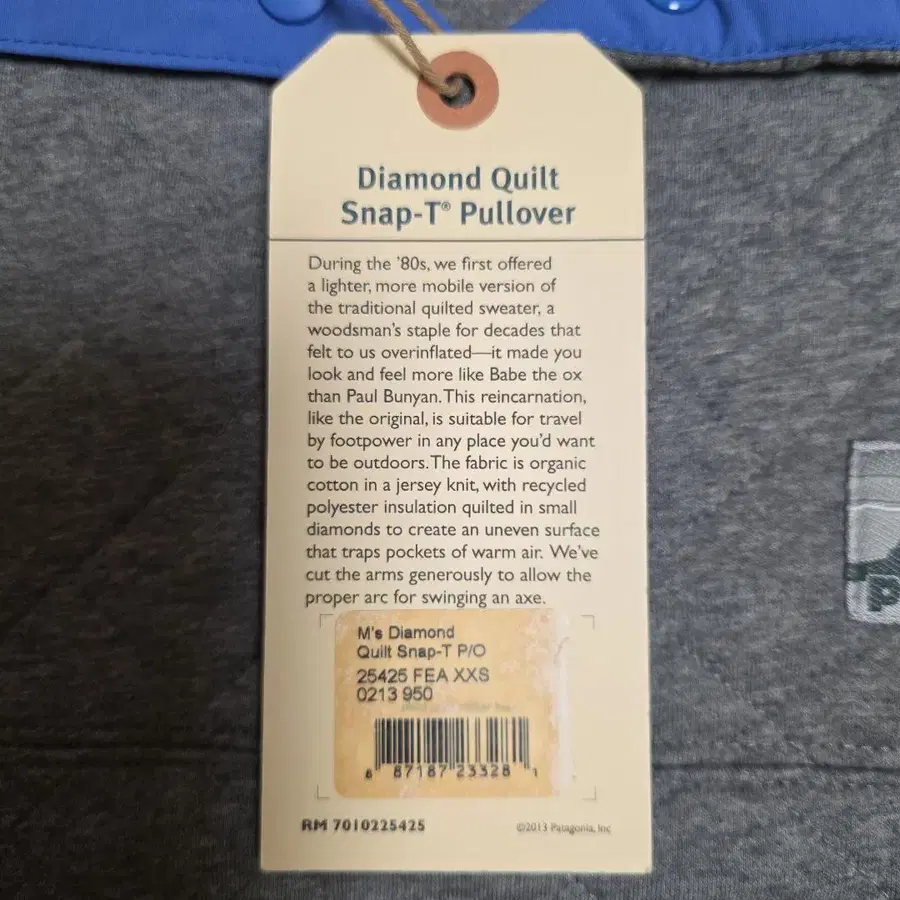 Diamond Quilt
Snap-T® Pullover
During the '80s, we first offered
a lighter, more mobile version of
the traditional quilted sweater, a
woodsman's staple for decades that
felt to us overinflated—it made you
look and feel more like Babe the ox
than Paul Bunyan. This reincarnation,
like the original, is suitable for travel
by footpower in any place you'd want
to be outdoors. The fabric is organic
cotton in a jersey knit, with recycled
polyester insulation quilted in small
diamonds to create an uneven surface
that traps pockets of warm air. We've
cut the arms generously to allow the
proper arc for swinging an axe.
M's Diamond
Quilt Snap-T P/O
25425 FEA XXS
0213 950
8 87187 23328 1
RM 7010225425
©2013 Patagonia, Inc